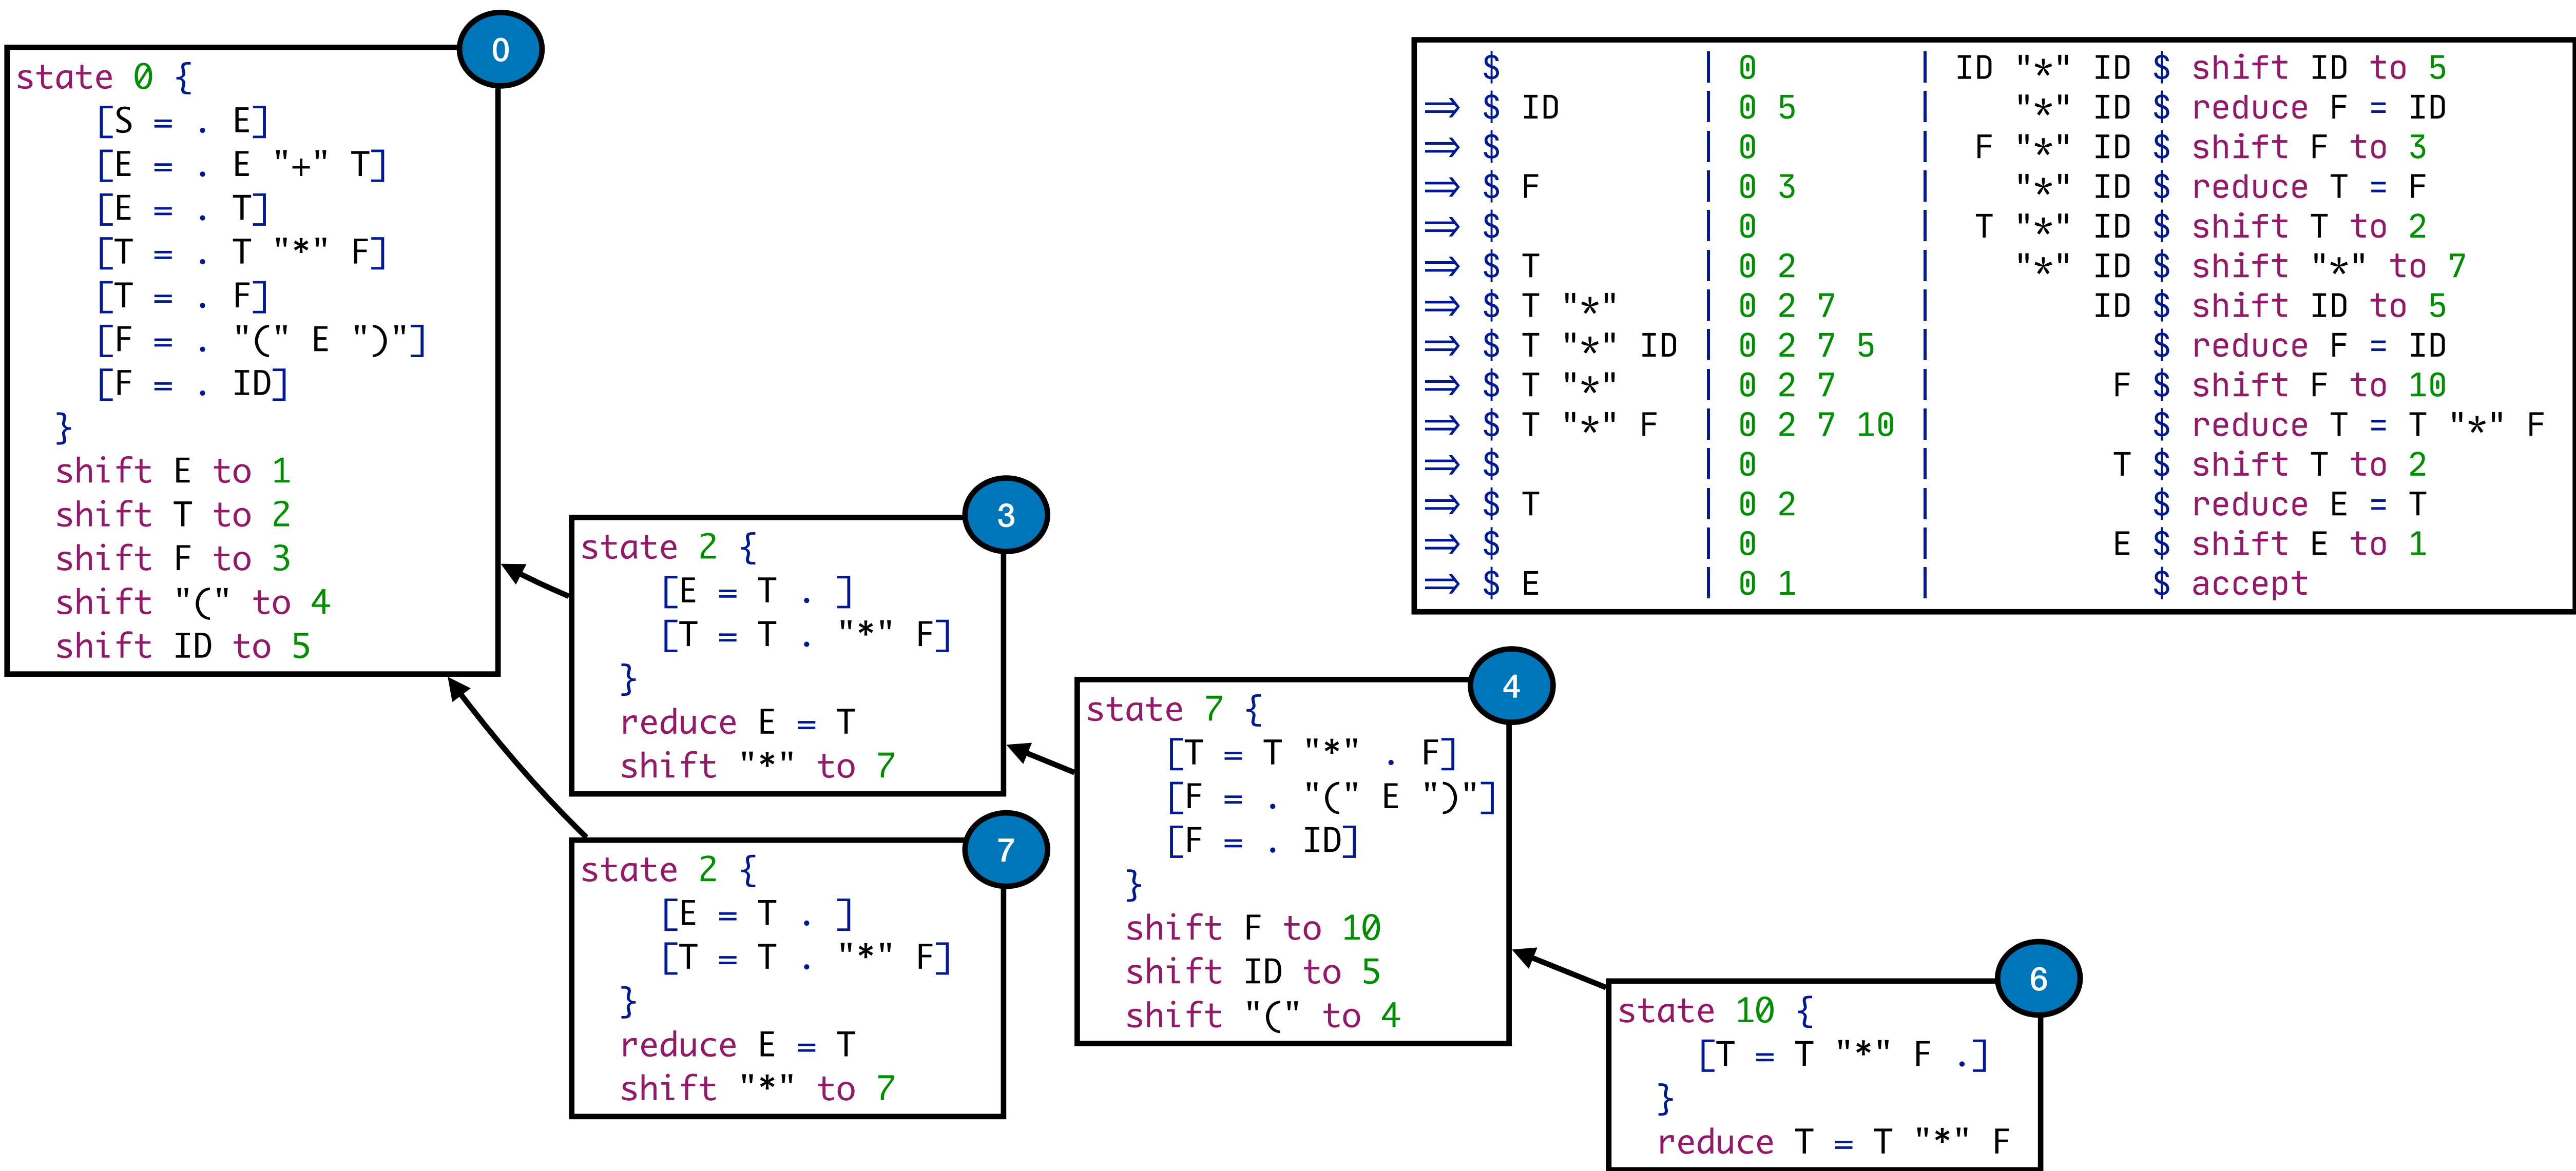 0
state 0 {
[S = . E]
[E = . E "+" T]
[E = . T]
[T = . T "*" F]
[T = . F]
[F = . "(" E ")"]
[F = . ID]
}
shift E to 1
shift T to 2
shift F to 3
shift "(" to 4
shift ID to 5
3
state 2 {
[E = T . ]
[T = T . "*" F]
}
reduce E = T
shift "*" to 7
7
state 2 {
[E = T . ]
[T = T . "*" F]
}
reduce E = T
shift "*" to 7
4
state 7 {
[T = T "*" . F]
[F = . "(" E ")"]
[F = . ID]
}
shift F to 10
shift ID to 5
shift "(" to 4
6
state 10 {
[T = T "*" F .]
}
reduce T = T "*" F
$ | 0 | ID "*" ID $ shift ID to 5
⇒ $ ID | 0 5 | "*" ID $ reduce F = ID
⇒ $ | 0 | F "*" ID $ shift F to 3
⇒ $ F | 0 3 | "*" ID $ reduce T = F
⇒ $ | 0 | T "*" ID $ shift T to 2
⇒ $ T | 0 2 | "*" ID $ shift "*" to 7
⇒ $ T "*" | 0 2 7 | ID $ shift ID to 5
⇒ $ T "*" ID | 0 2 7 5 | $ reduce F = ID
⇒ $ T "*" | 0 2 7 | F $ shift F to 10
⇒ $ T "*" F | 0 2 7 10 | $ reduce T = T "*" F
⇒ $ | 0 | T $ shift T to 2
⇒ $ T | 0 2 | $ reduce E = T
⇒ $ | 0 | E $ shift E to 1
⇒ $ E | 0 1 | $ accept